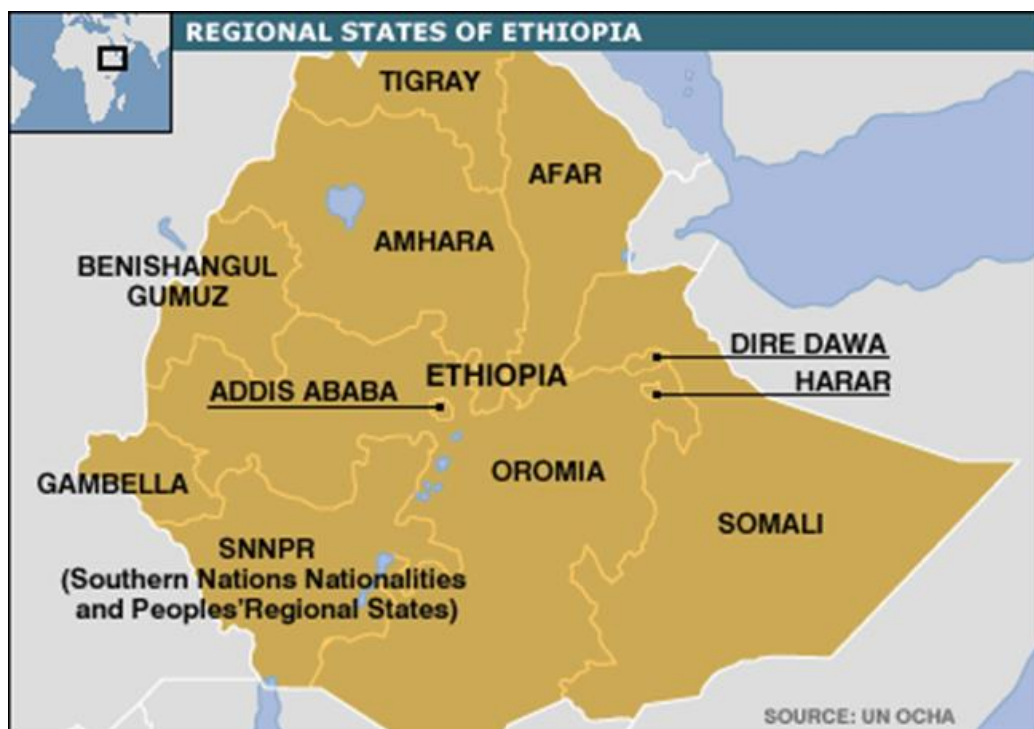 REGIONAL STATES OF ETHIOPIA
TIGRAY
AFAR
AMHARA
BENISHANGUL
GUMUZ
DIRE DAWA
ETHIOPIA
HARAR
ADDIS ABABA
OROMIA
GAMBELLA
SOMALI
SNNPR
(Southern Nations Nationalities
and Peoples'Regional States)
SOURCE: UN OCHA